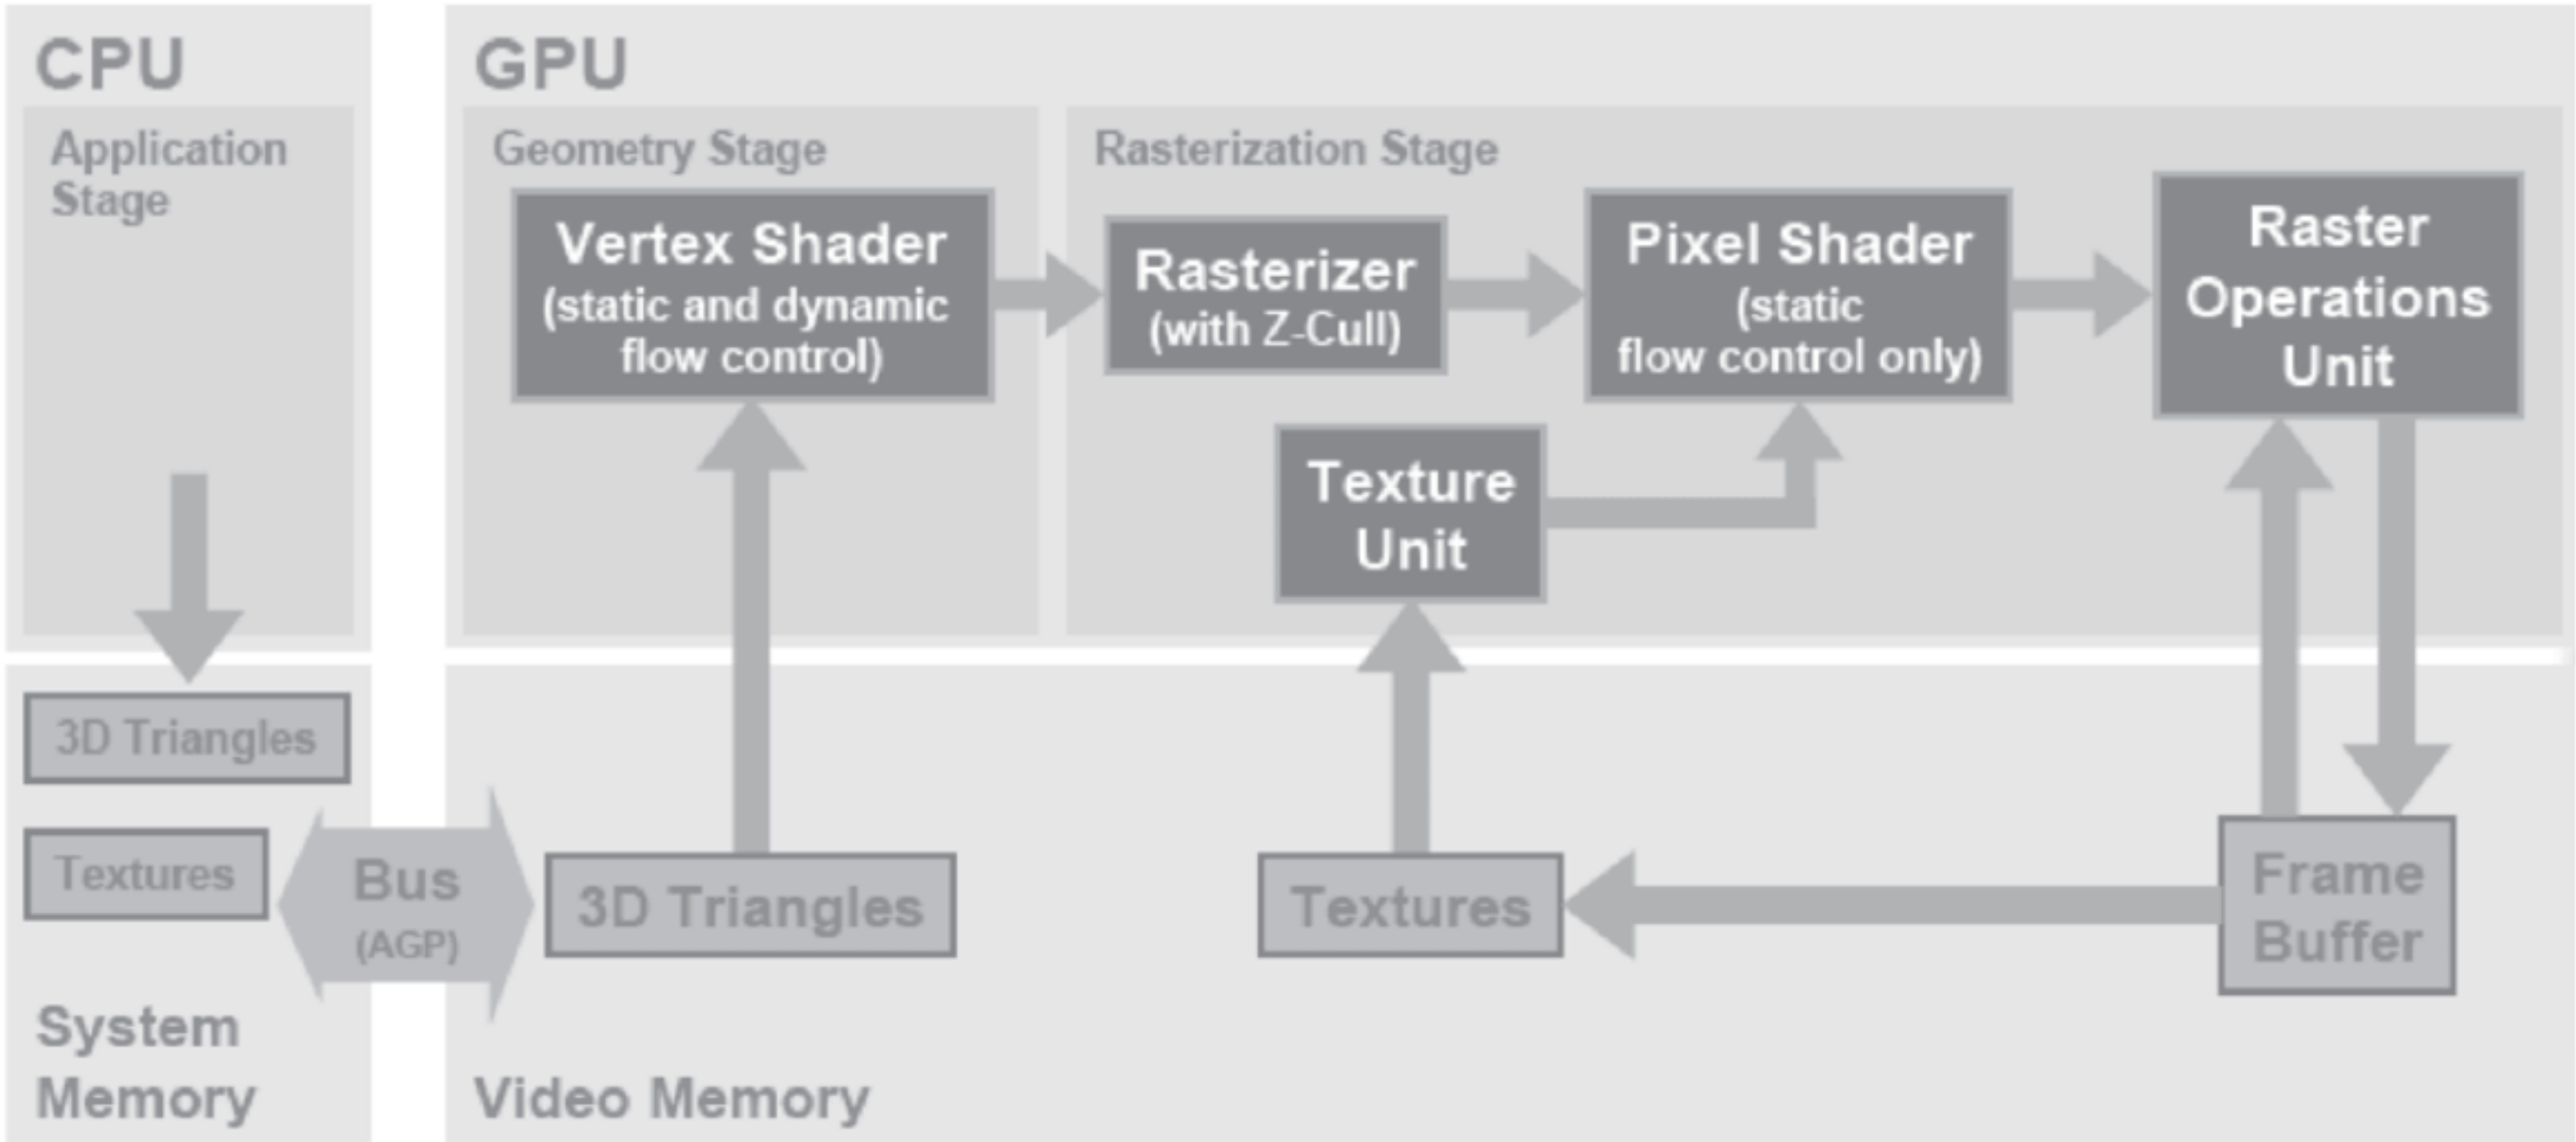 CPU
Application
Stage
3D Triangles
Textures
System
Memory
Bus
(AGP)
GPU
Geometry Stage
Vertex Shader
(static and dynamic
flow control)
Rasterization Stage
Rasterizer
(with Z-Cull)
Pixel Shader
(static
flow control only)
Raster
Operations
Unit
Texture
Unit
3D Triangles
Textures
Frame
Buffer
Video Memory